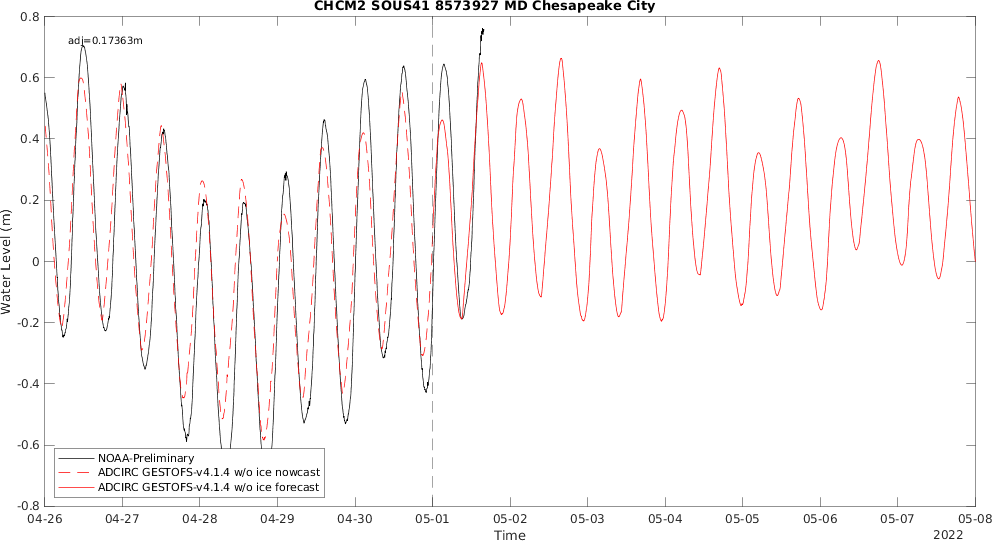 CHCM2 SOUS41 8573927 MD Chesapeake City
adj=0.17363m
Water Level (m)
0.8
0.6
0.4
0.2
0
-0.2
-0.4
-0.6
-0.8
NOAA-Preliminary
ADCIRC GESTOFS-v4.1.4 w/o ice nowcast
ADCIRC GESTOFS-v4.1.4 w/o ice forecast
04-26 04-27 04-28 04-29 04-30 05-01 05-02 05-03 05-04 05-05 05-06 05-07 05-08
Time
2022